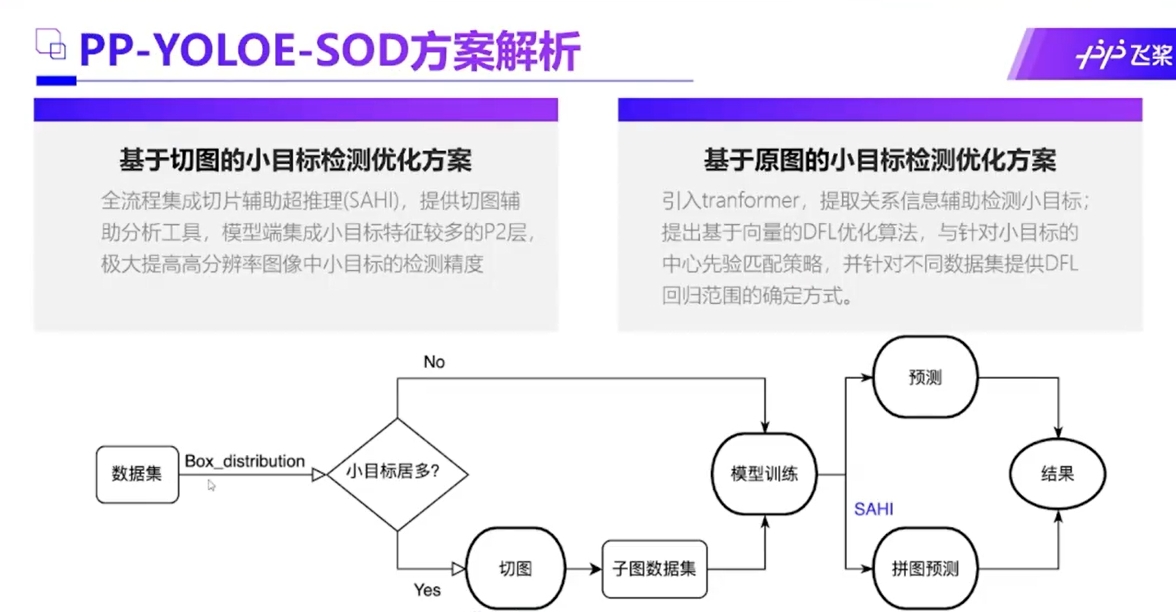 PP-YOLOE-SOD方案解析
飞桨
基于切图的小目标检测优化方案
全流程集成切片辅助超推理(SAHI)，提供切图辅
助分析工具，模型端集成小目标特征较多的P2层，
极大提高高分辨率图像中小目标的检测精度
基于原图的小目标检测优化方案
引入tranformer，提取关系信息辅助检测小目标；
提出基于向量的DFL优化算法，与针对小目标的
中心先验匹配策略，并针对不同数据集提供DFL
回归范围的确定方式。
No
预测
数据集
Box_distribution
小目标居多?
模型训练
结果
SAHI
Yes
切图
子图数据集
拼图预测